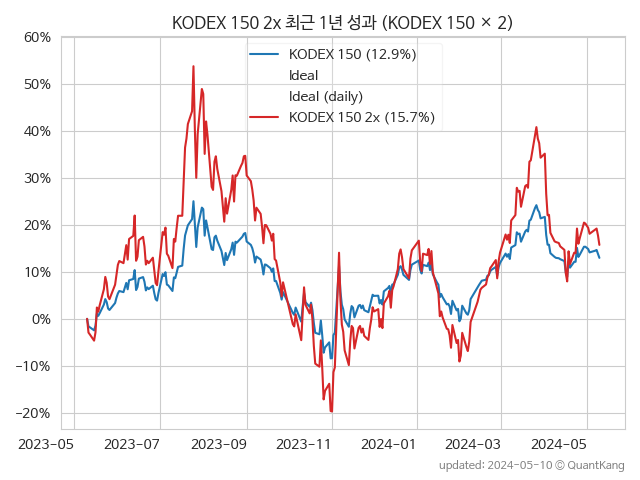 KODEX 150 2x 최근 1년 성과 (KODEX 150 × 2)
60%
50%
40%
30%
20%
10%
0%
−10%
−20%
KODEX 150 (12.9%)
Ideal
Ideal (daily)
KODEX 150 2x (15.7%)
2023-05
2023-07
2023-09
2023-11
2024-01
2024-03
2024-05
updated: 2024-05-10 © QuantKang